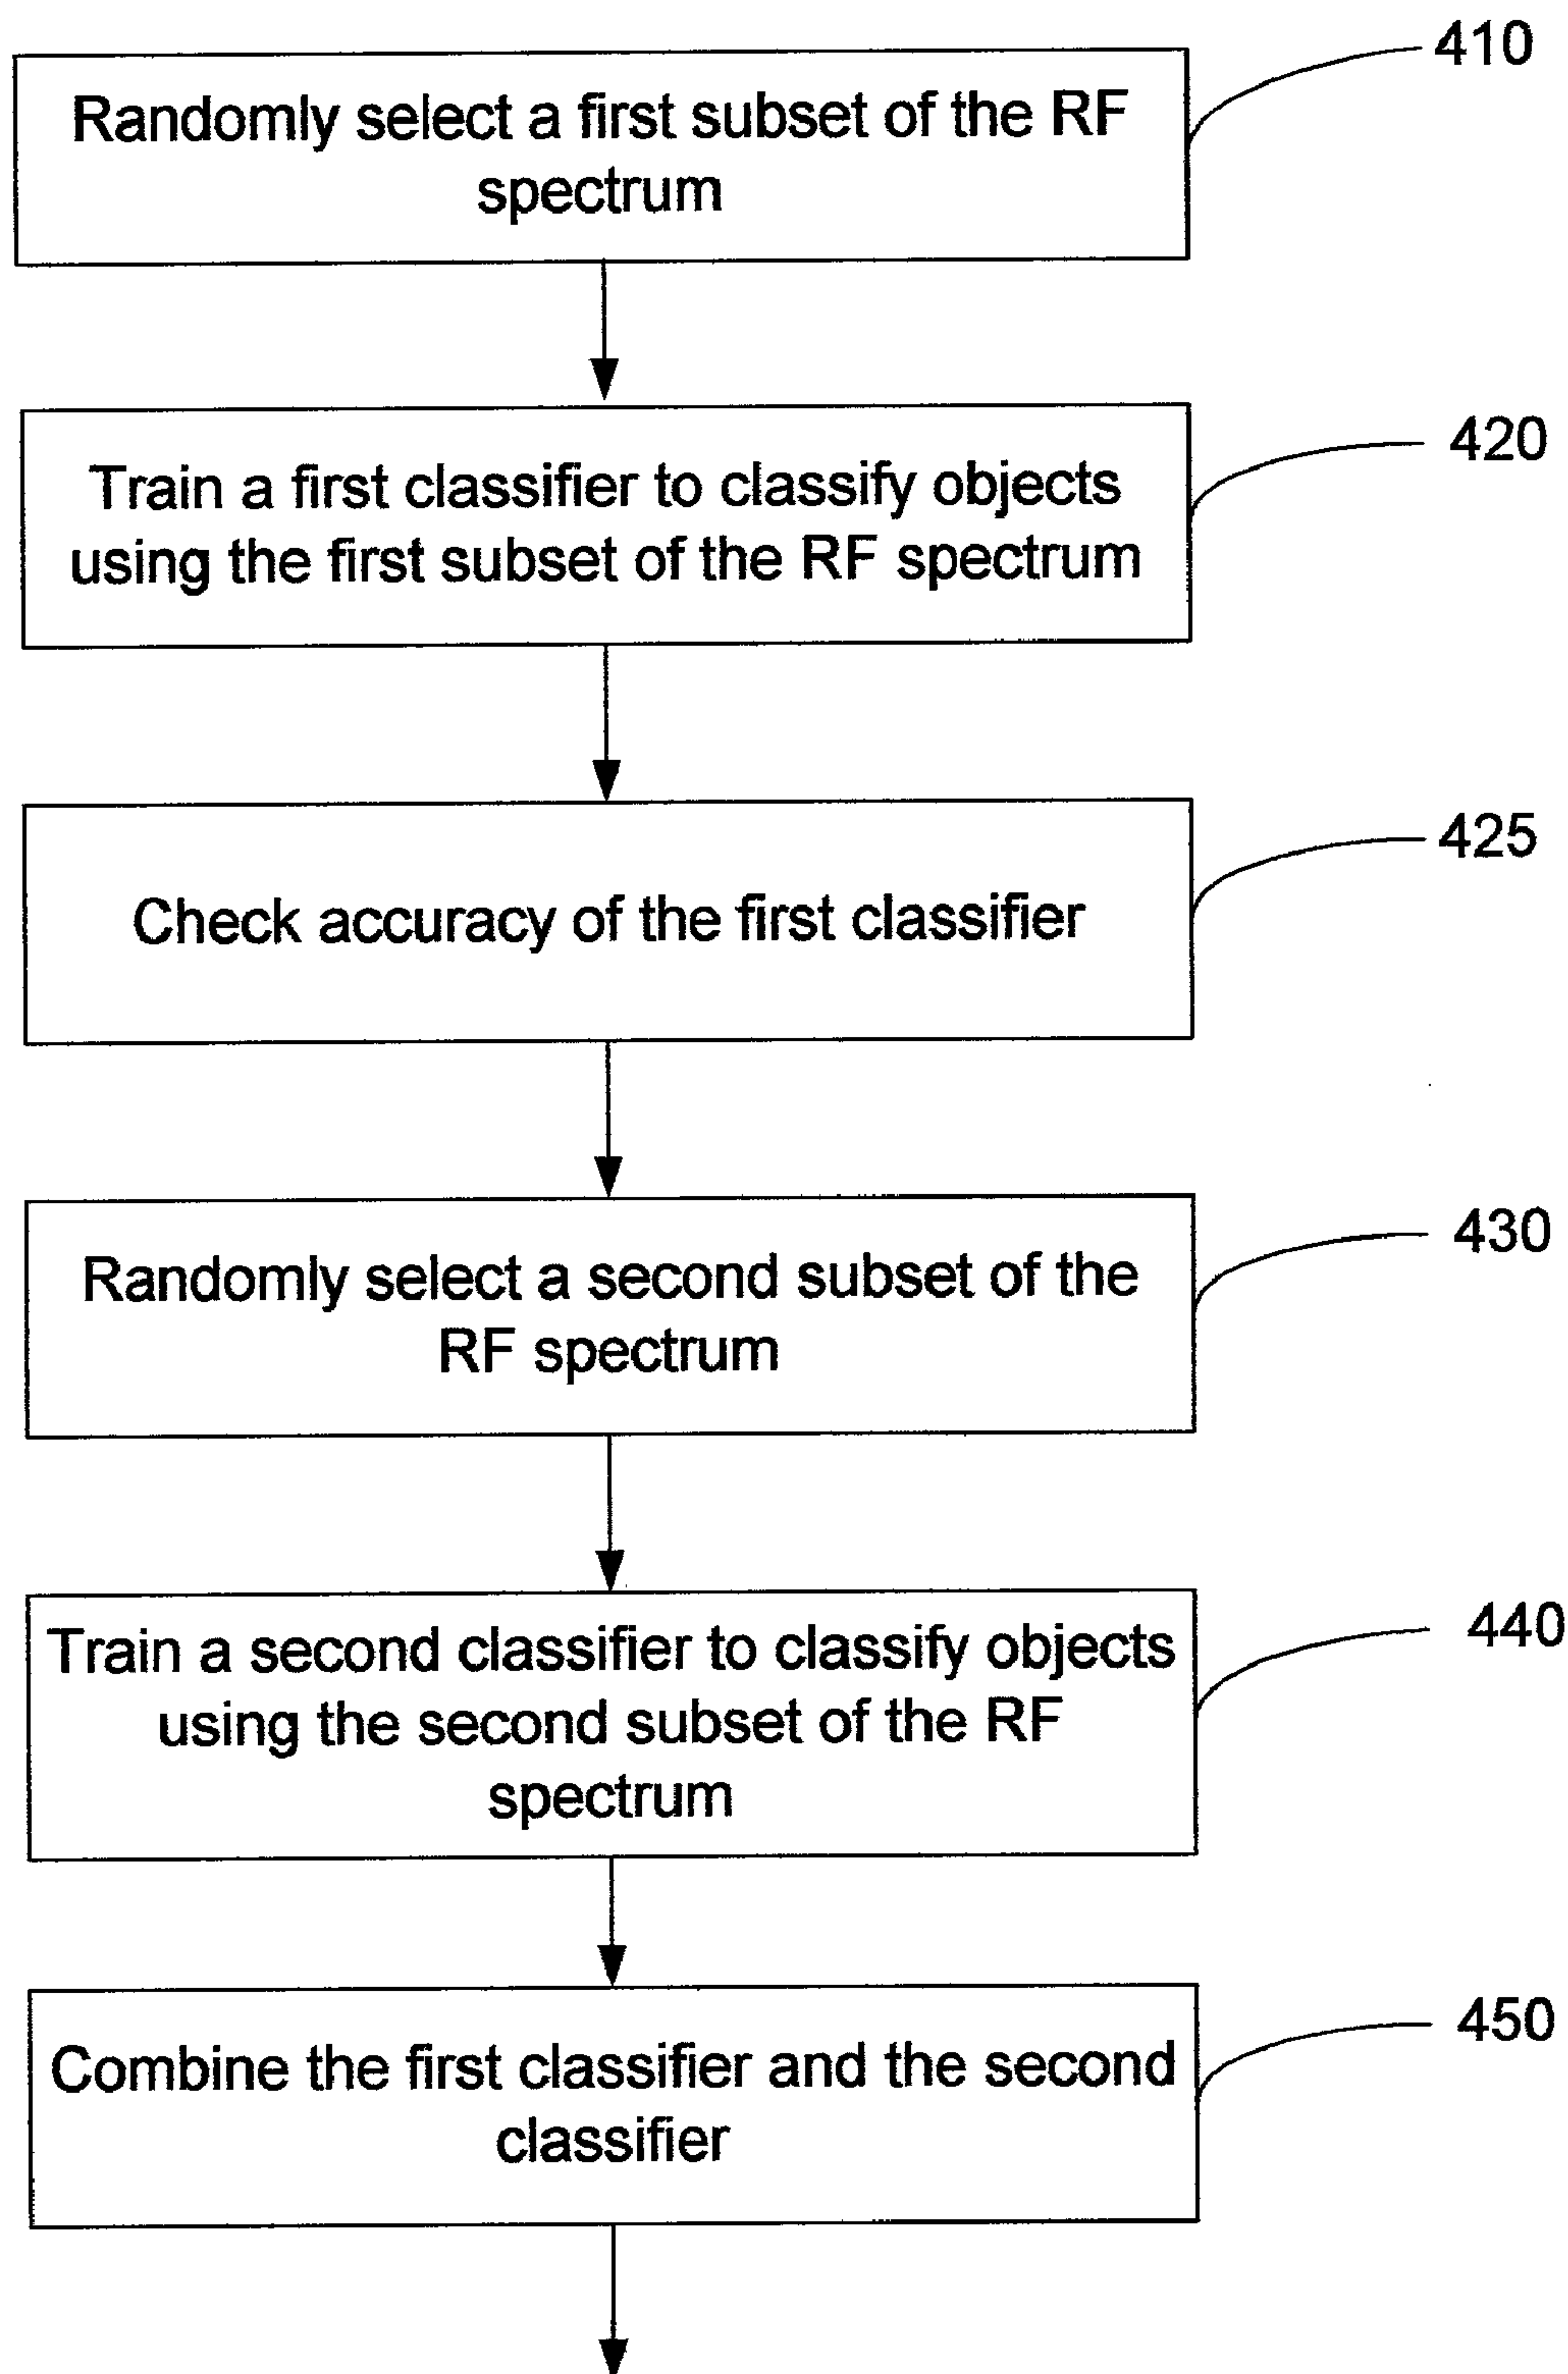 410
Randomly select a first subset of the RF
spectrum
420
Train a first classifier to classify objects
using the first subset of the RF spectrum
425
Check accuracy of the first classifier
430
Randomly select a second subset of the
RF spectrum
440
Train a second classifier to classify objects
using the second subset of the RF
spectrum
450
Combine the first classifier and the second
classifier